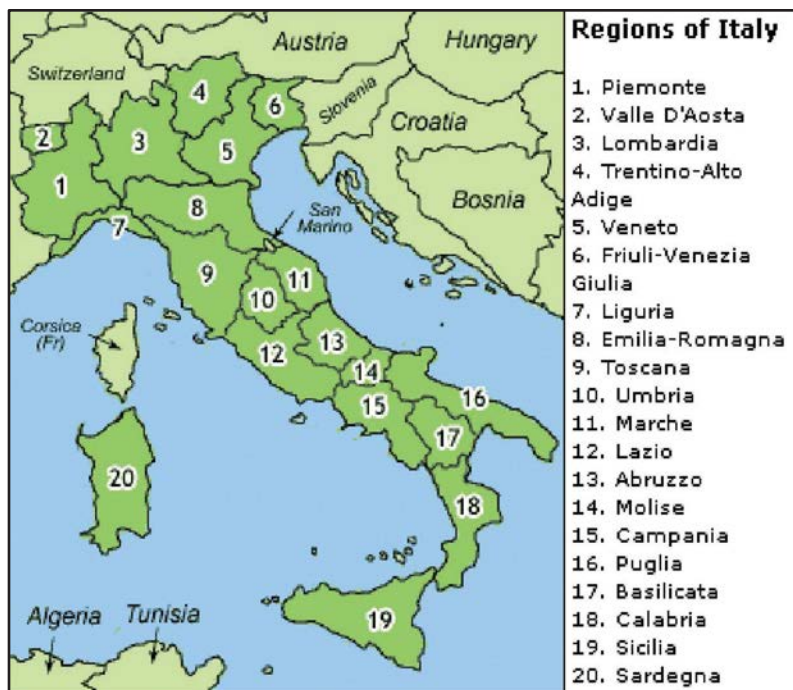 Austria
Hungary
Switzerland
Slovenia
Croatia
Bosnia
San
Marino
Corsica
(Fr)
Algeria
Tunisia
1
2
3
4
5
6
7
8
9
10
11
12
13
14
15
16
17
18
19
20
Regions of Italy
1. Piemonte
2. Valle D'Aosta
3. Lombardia
4. Trentino-Alto
Adige
5. Veneto
6. Friuli-Venezia
Giulia
7. Liguria
8. Emilia-Romagna
9. Toscana
10. Umbria
11. Marche
12. Lazio
13. Abruzzo
14. Molise
15. Campania
16. Puglia
17. Basilicata
18. Calabria
19. Sicilia
20. Sardegna